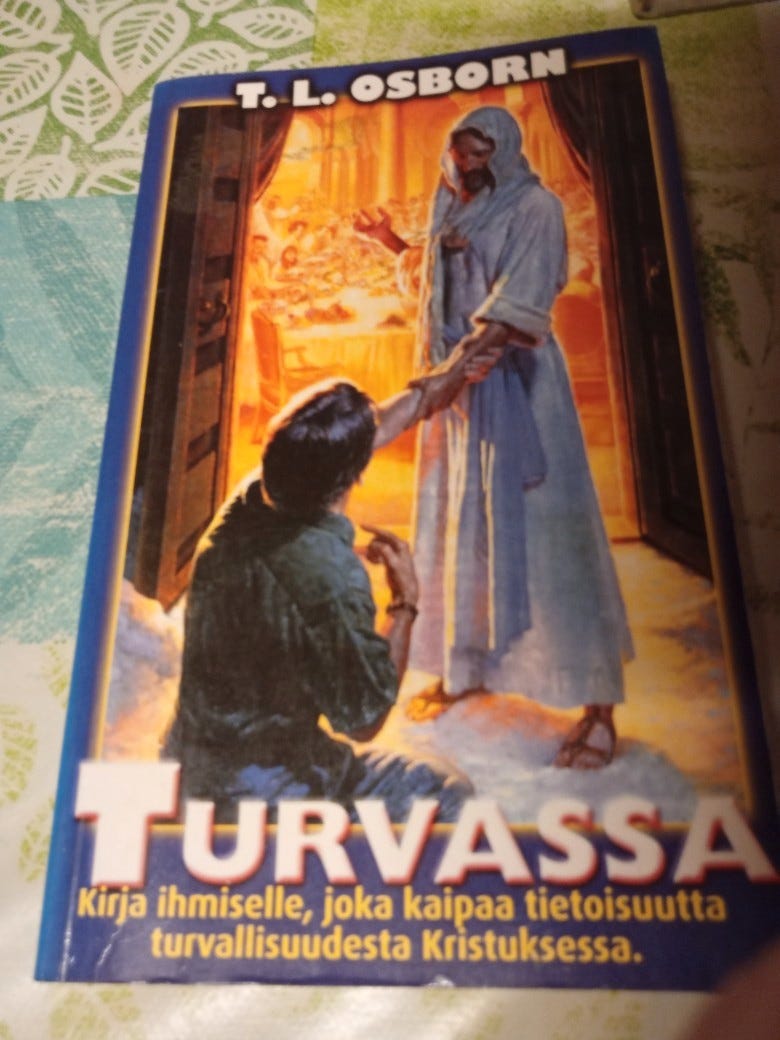 T. L. OSBORN
TURVASSA
Kirja ihmiselle, joka kaipaa tietoisuutta
turvallisuudesta Kristuksessa.